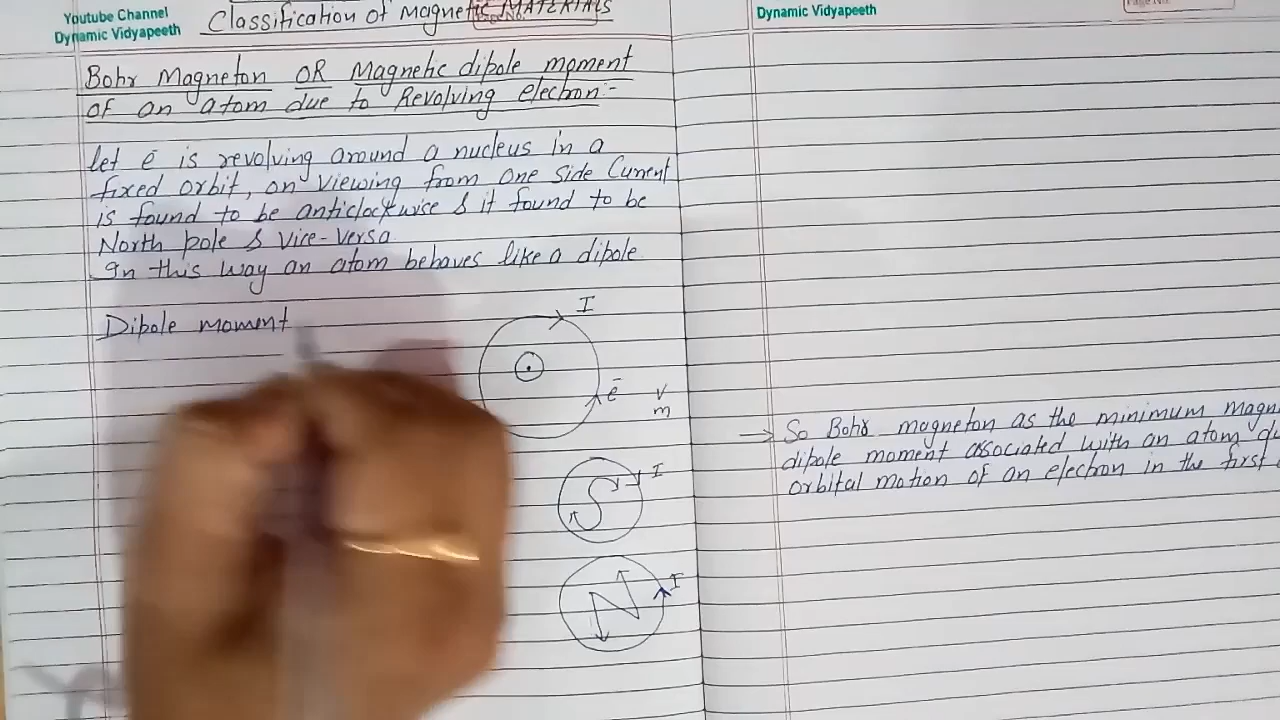 Youtube Channel
Dynamic Vidyapeeth
Classification of Magnetic MATERIALS
Bohr Magneton OR Magnetic dipole moment
OF an atom due to Revolving electron:-
let ē is revolving around a nucleus in a
fixed orbit, on viewing from one side Current
is found to be anticlockwise & it found to be
North pole & Vice-Versa
In this way an atom behaves like a dipole
Dipole moment
I
ē
V
m
S
I
N
I
Dynamic Vidyapeeth
→ So Bohr magneton as the minimum
dipole moment associated with an atom
orbital motion of an electron in the first